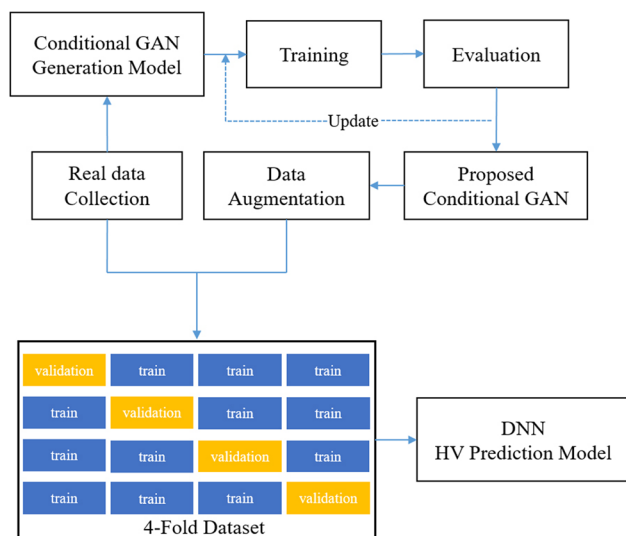 Conditional GAN
Generation Model
Training
Evaluation
Update
Real data
Collection
Data
Augmentation
Proposed
Conditional GAN
validation train train train
train validation train train
train train validation train
train train train validation
4-Fold Dataset
DNN
HV Prediction Model